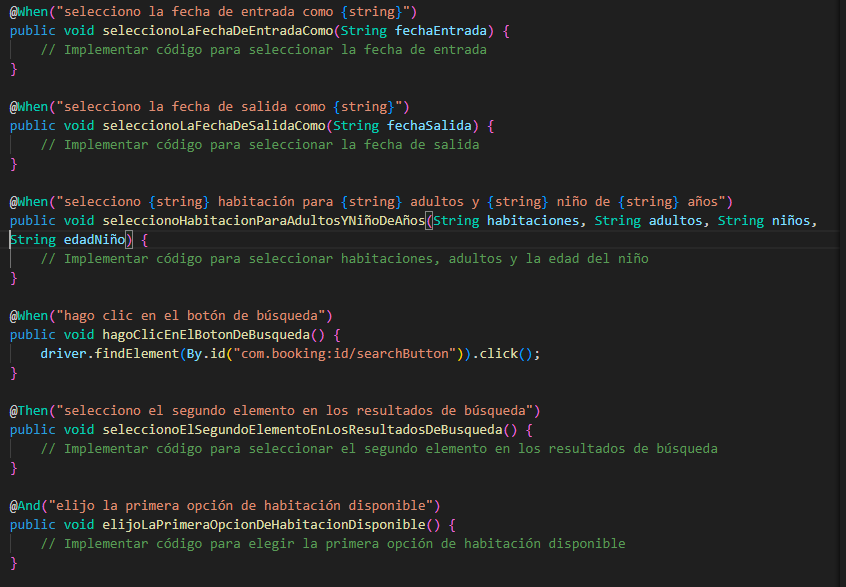 @When("selecciono la fecha de entrada como {string}")
public void seleccionoLaFechaDeEntradaComo(String fechaEntrada) {
    // Implementar código para seleccionar la fecha de entrada
}

@When("selecciono la fecha de salida como {string}")
public void seleccionoLaFechaDeSalidaComo(String fechaSalida) {
    // Implementar código para seleccionar la fecha de salida
}

@When("selecciono {string} habitación para {string} adultos y {string} niño de {string} años")
public void seleccionoHabitacionParaAdultosYNiñoDeAños(String habitaciones, String adultos, String niños,
String edadNiño) {
    // Implementar código para seleccionar habitaciones, adultos y la edad del niño
}

@When("hago clic en el botón de búsqueda")
public void hagoClicEnElBotonDeBusqueda() {
    driver.findElement(By.id("com.booking:id/searchButton")).click();
}

@Then("selecciono el segundo elemento en los resultados de búsqueda")
public void seleccionoElSegundoElementoEnLosResultadosDeBusqueda() {
    // Implementar código para seleccionar el segundo elemento en los resultados de búsqueda
}

@And("elijo la primera opción de habitación disponible")
public void elijoLaPrimeraOpcionDeHabitacionDisponible() {
    // Implementar código para elegir la primera opción de habitación disponible
}